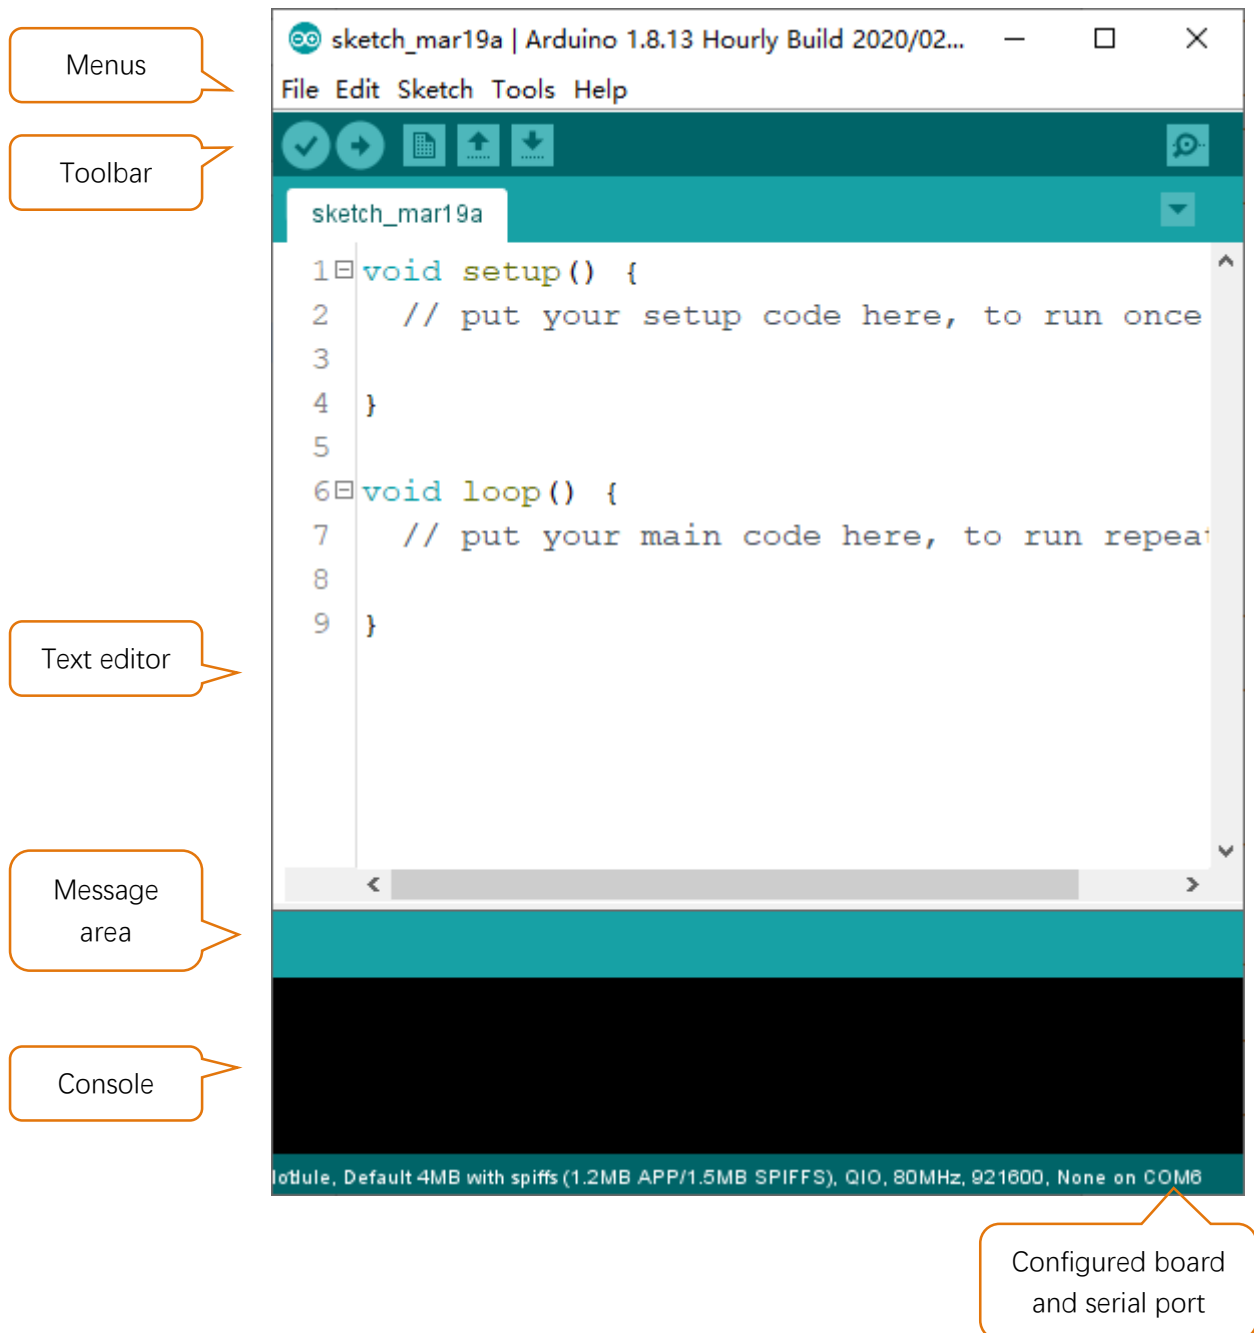 Menus
Toolbar
Text editor
Message
area
Console
sketch_mar19a | Arduino 1.8.13 Hourly Build 2020/02...
File Edit Sketch Tools Help
sketch_mar19a
1 void setup() {
2 // put your setup code here, to run once
3
4 }
5
6 void loop() {
7 // put your main code here, to run repeat
8
9 }
Default 4MB with spiffs (1.2MB APP/1.5MB SPIFFS), QIO, 80MHz, 921600, None on COM6
Configured board
and serial port